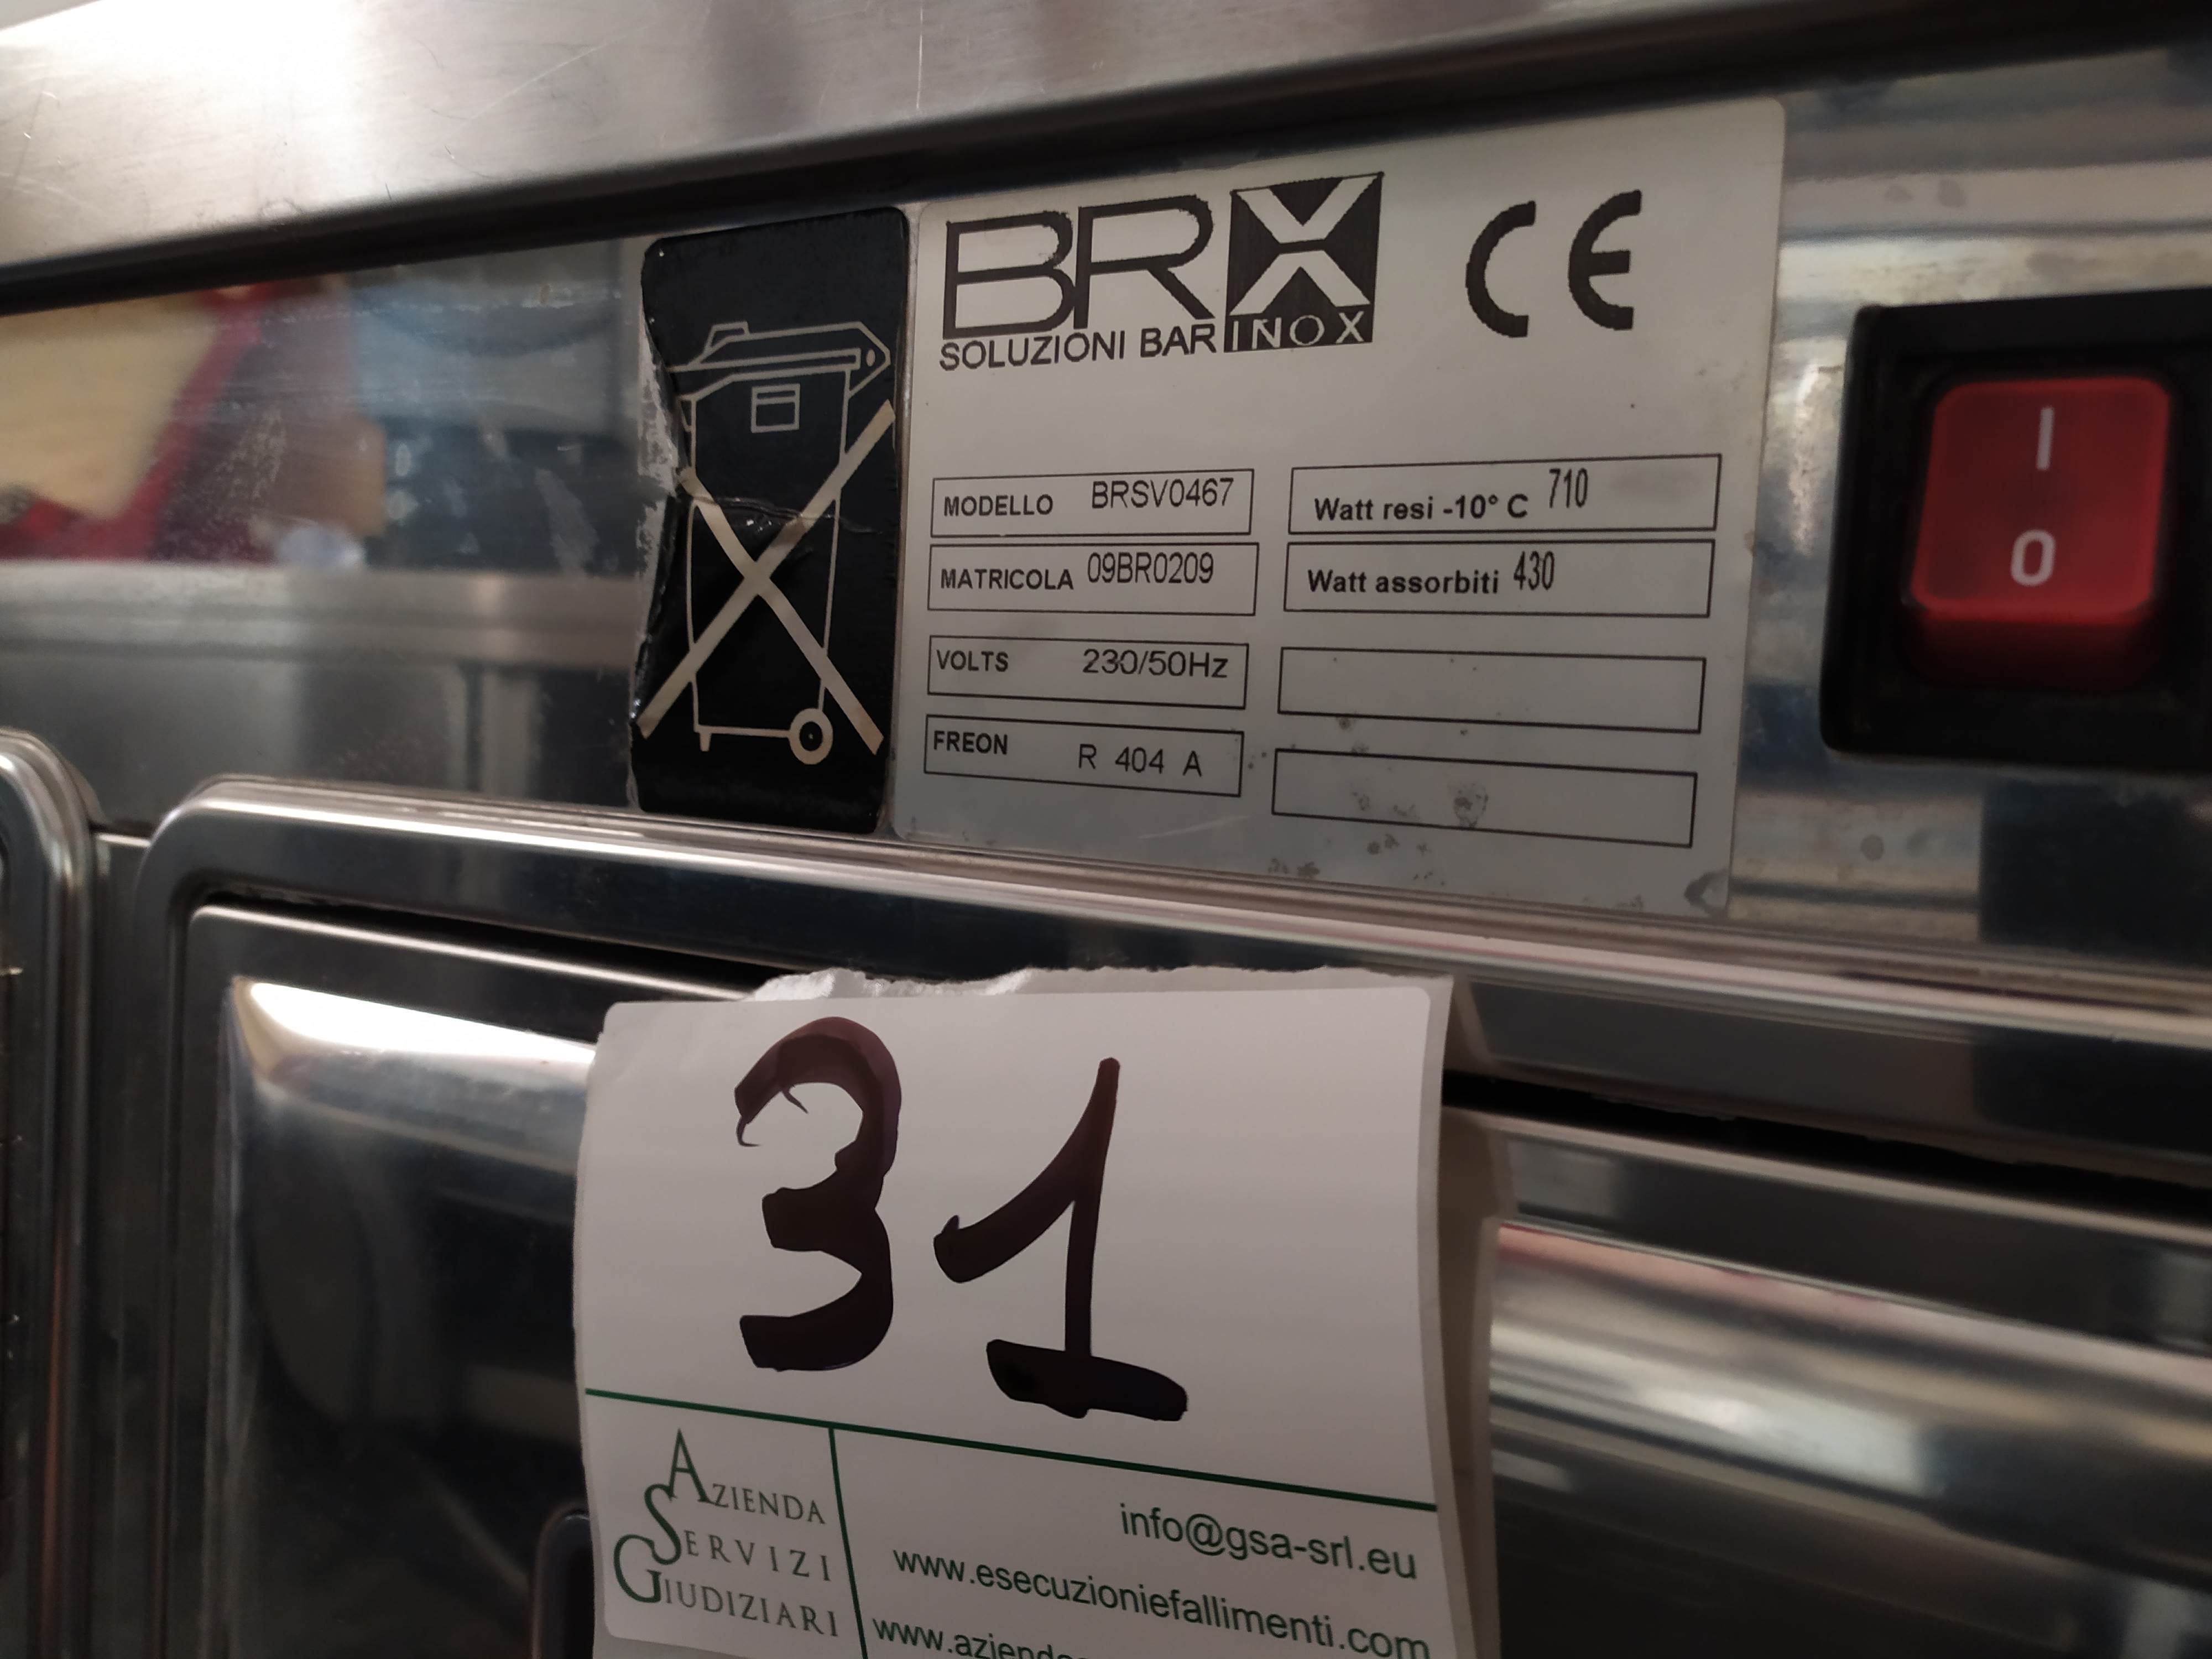 BRX
SOLUZIONI BAR INOX
CE
MODELLO BRSV0467
Watt resi -10° C 710
MATRICOLA 09BR0209
Watt assorbiti 430
VOLTS 230/50Hz
FREON R 404 A
I
O
31
AZIENDA
SERVIZI
GIUDIZIARI
info@gsa-srl.eu
www.esecuzioniefallimenti.com